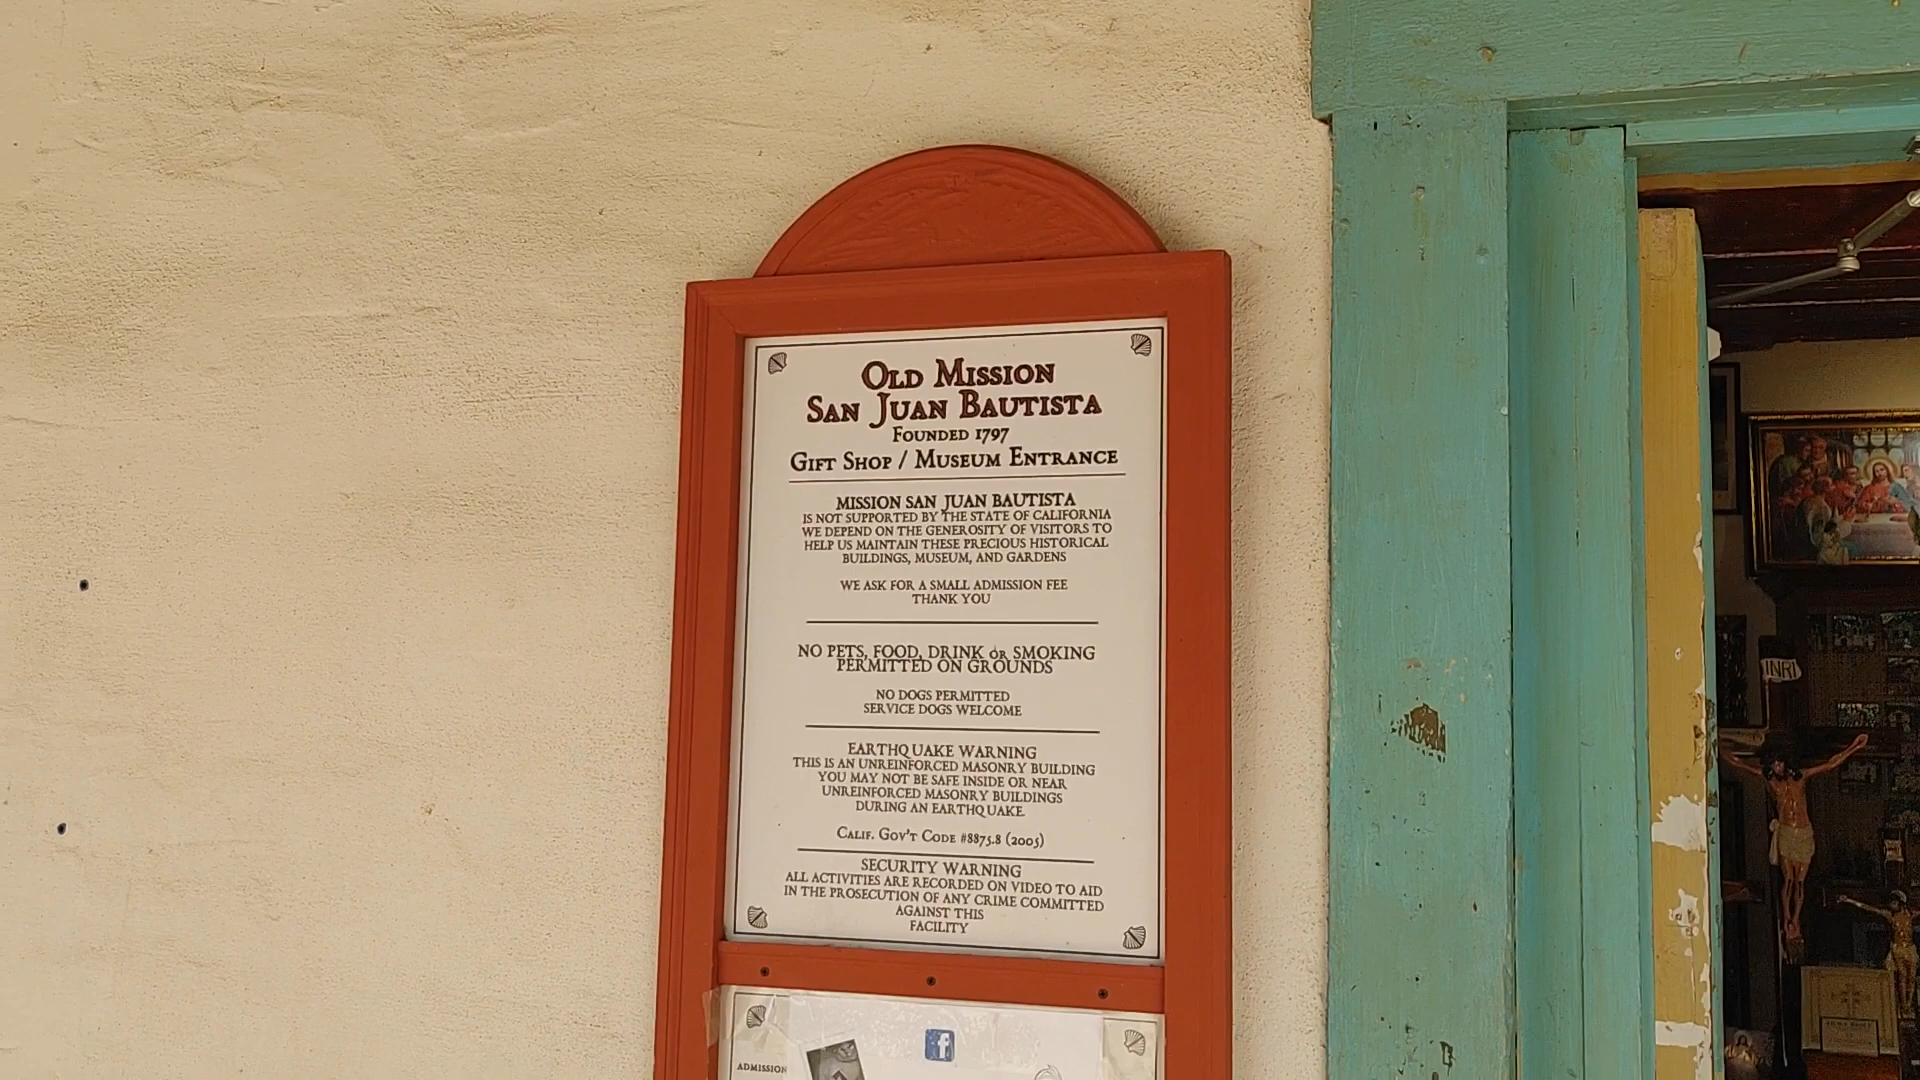 Old Mission
San Juan Bautista
Founded 1797
Gift Shop / Museum Entrance
MISSION SAN JUAN BAUTISTA
IS NOT SUPPORTED BY THE STATE OF CALIFORNIA
WE DEPEND ON THE GENEROSITY OF VISITORS TO
HELP US MAINTAIN THESE PRECIOUS HISTORICAL
BUILDINGS, MUSEUM, AND GARDENS
WE ASK FOR A SMALL ADMISSION FEE
THANK YOU
NO PETS, FOOD, DRINK OR SMOKING
PERMITTED ON GROUNDS
NO DOGS PERMITTED
SERVICE DOGS WELCOME
EARTHQUAKE WARNING
THIS IS AN UNREINFORCED MASONRY BUILDING
YOU MAY NOT BE SAFE INSIDE OR NEAR
UNREINFORCED MASONRY BUILDINGS
DURING AN EARTHQUAKE.
Calif. Gov't Code #8875.8 (2005)
SECURITY WARNING
ALL ACTIVITIES ARE RECORDED ON VIDEO TO AID
IN THE PROSECUTION OF ANY CRIME COMMITTED
AGAINST THIS
FACILITY
f
ADMISSION
INRI